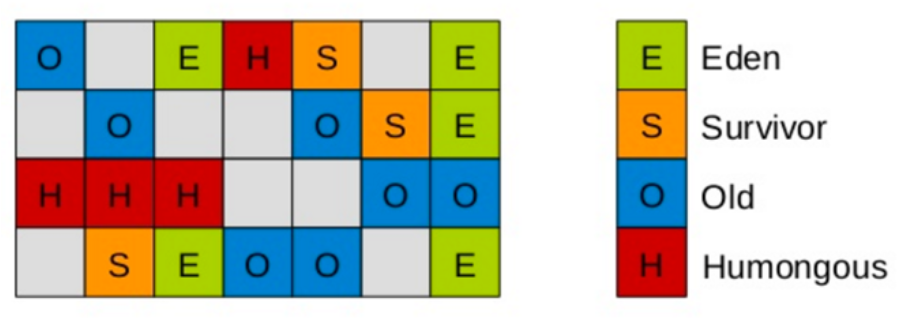 O E H S E
O O S E
H H H O O
S E O O E
E Eden
S Survivor
O Old
H Humongous